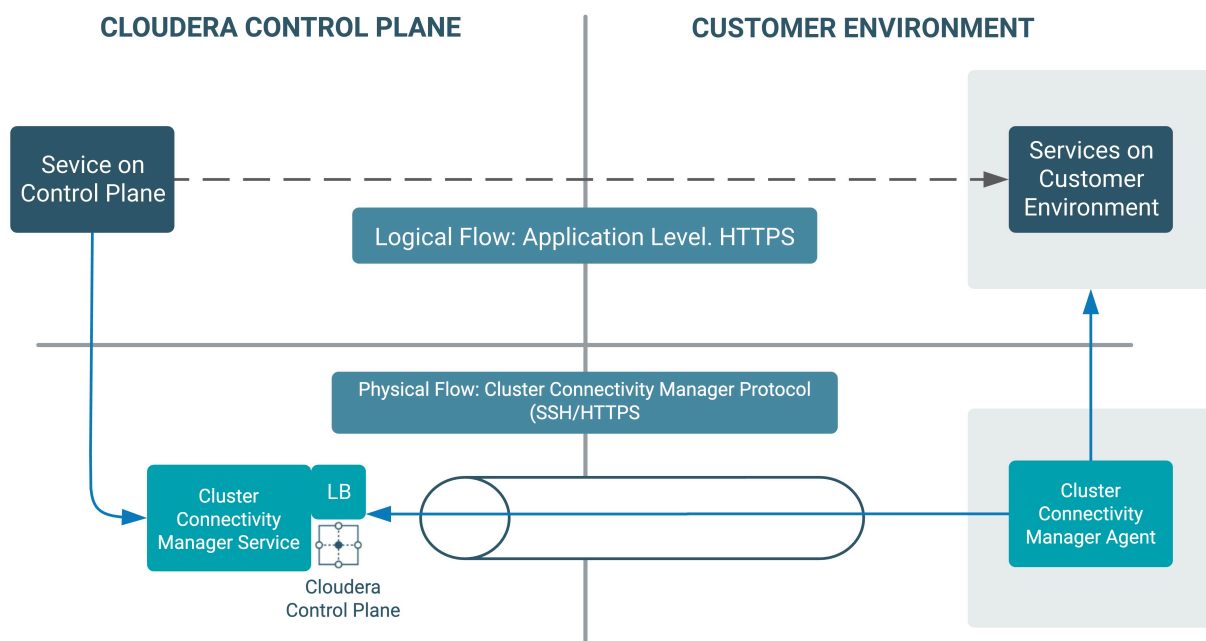 CLOUDERA CONTROL PLANE
CUSTOMER ENVIRONMENT
Sevice on
Control Plane
Services on
Customer
Environment
Logical Flow: Application Level. HTTPS
Physical Flow: Cluster Connectivity Manager Protocol
(SSH/HTTPS
Cluster
Connectivity
Manager Service
LB
Cloudera
Control Plane
Cluster
Connectivity
Manager Agent